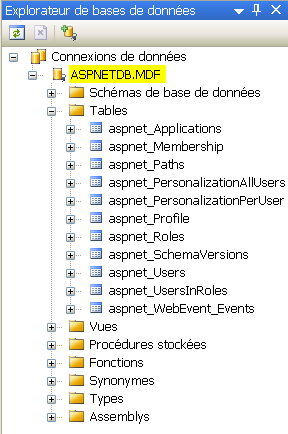 Explorateur de bases de données
Connexions de données
ASPNETDB.MDF
Schémas de base de données
Tables
aspnet_Applications
aspnet_Membership
aspnet_Paths
aspnet_PersonalizationAllUsers
aspnet_PersonalizationPerUser
aspnet_Profile
aspnet_Roles
aspnet_SchemaVersions
aspnet_Users
aspnet_UsersInRoles
aspnet_WebEvent_Events
Vues
Procédures stockées
Fonctions
Synonymes
Types
Assemblys